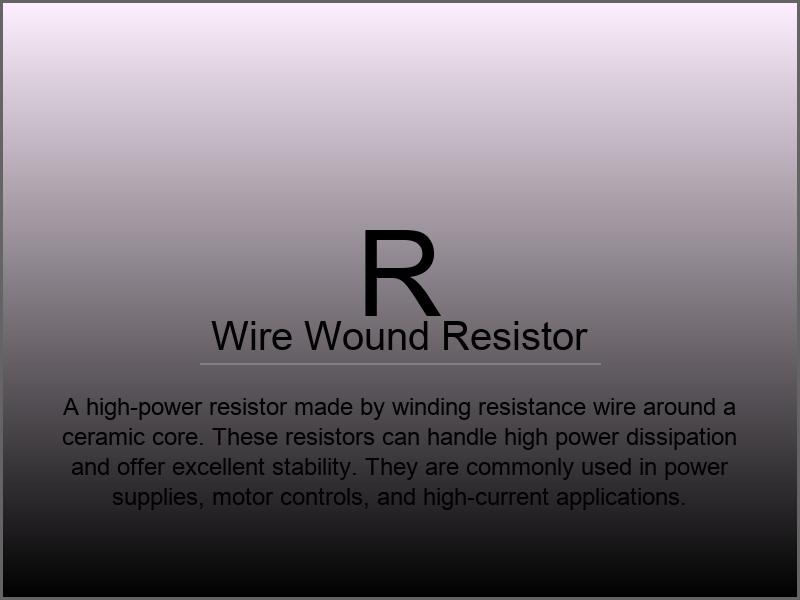 R
Wire Wound Resistor
A high-power resistor made by winding resistance wire around a
ceramic core. These resistors can handle high power dissipation
and offer excellent stability. They are commonly used in power
supplies, motor controls, and high-current applications.